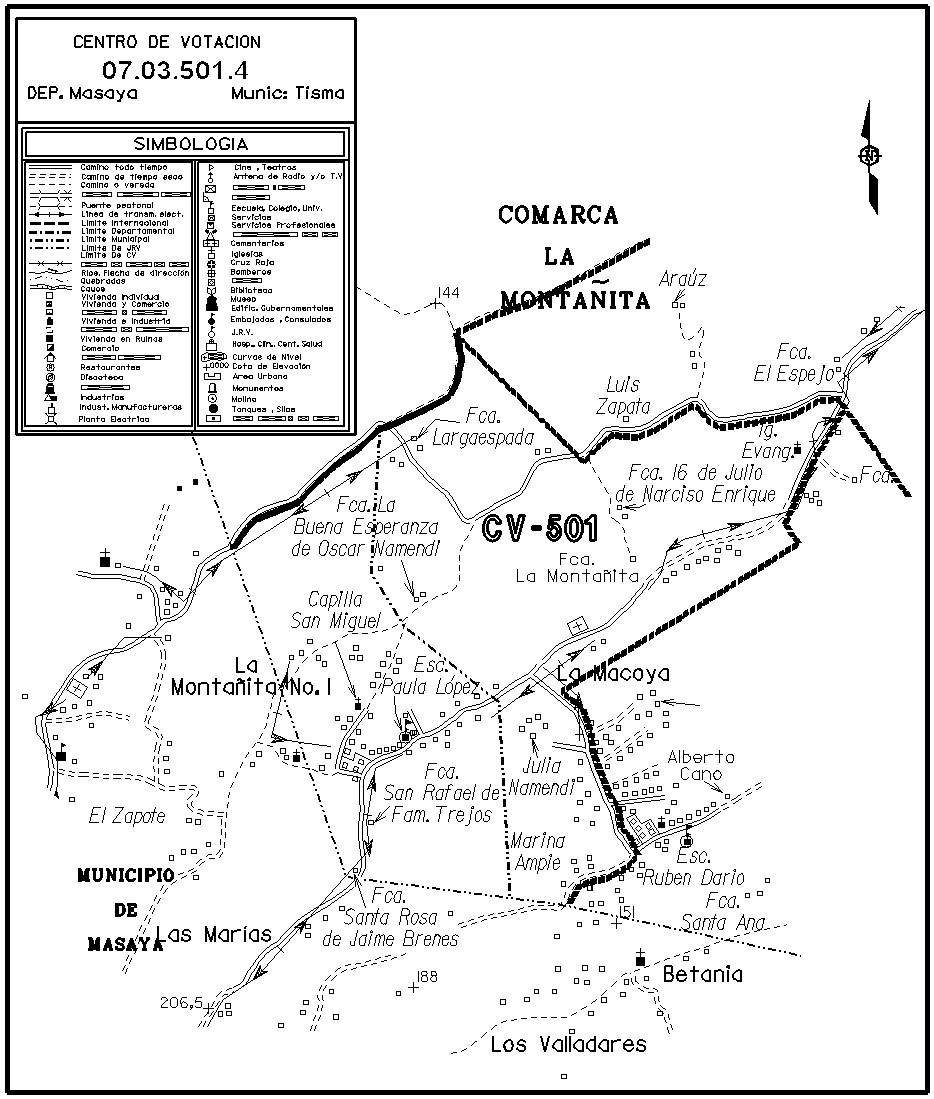 CENTRO DE VOTACION
07.03.501.4
DEP. Masaya
Munic: Tisma
SIMBOLOGIA
Camino todo tiempo
Camino de tiempo seco
Camino o vereda
Puente peatonal
Linea de transm. elect.
Limite Internacional
Limite Departamental
Limite Municipal
Limite De JRV
Limite De CV
Rios, Flecha de dirección
Quebradas
Cauce
Vivienda Individual
Vivienda y Comercio
Vivienda e Industria
Vivienda en Ruinas
Comercio
Restaurantes
Discoteca
Industrias
Indust. Manufactureras
Planta Electrica
Cine , Teatros
Antena de Radio y/o T.V
Escuela, Colegio, Univ.
Servicios
Servicios Profesionales
Cementerios
Iglesias
Cruz Roja
Bomberos
Biblioteca
Museo
Edific. Gubernamentales
Embajadas , Consulados
J.R.V.
Hosp., Clin. Cent. Salud
Curvas de Nivel
Cota de Elevación
Area Urbana
Monumentos
Molino
Tanques , Silos
N
COMARCA
LA
MONTAÑITA
144
Araúz
Fca.
El Espejo
Luis
Zapata
Fca.
Largaespada
Ig.
Evang.
Fca.
Fca. 16 de Julio
de Narciso Enrique
Fca. La
Buena Esperanza
de Oscar Namendi
CV-501
Fca.
La Montañita
Capilla
San Miguel
La
Montañita No. 1
Esc.
Paula López
La Macoya
Julia
Namendi
Alberto
Cano
Fca.
San Rafael de
Fam. Trejos
El Zapote
Marina
Ampie
Esc.
Ruben Dario
MUNICIPIO
DE
MASAYA
Fca.
Santa Rosa
de Jaime Brenes
Fca.
Santa Ana
151
Las Marías
188
206,5
Betania
Los Valladares